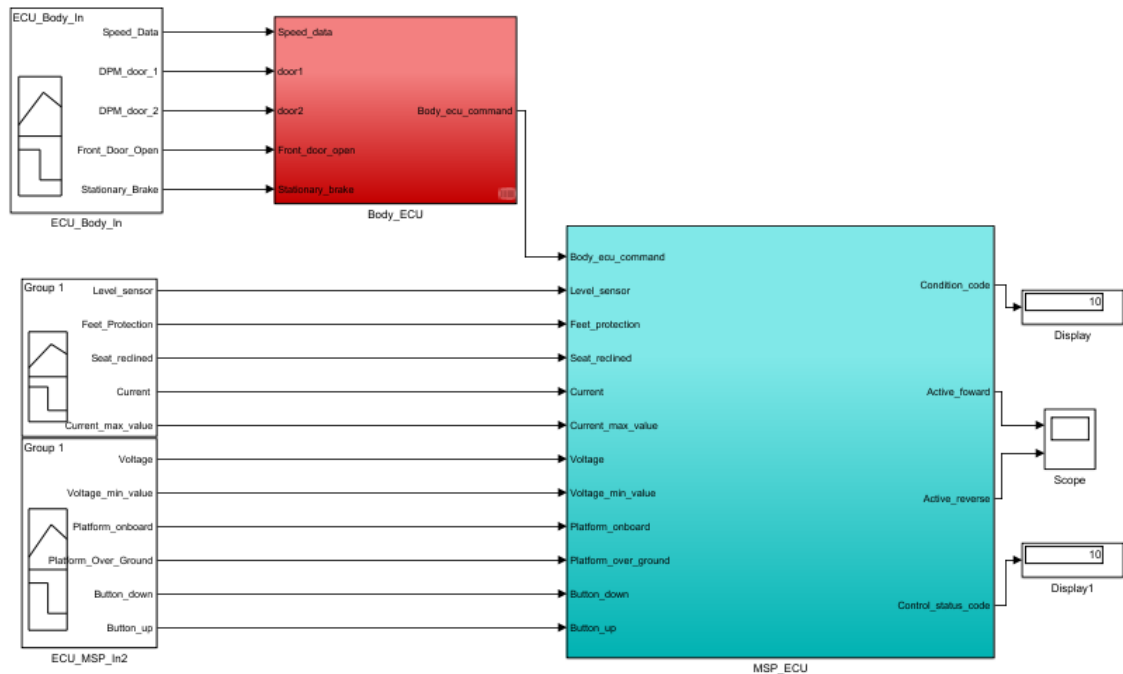 ECU_Body_In
Speed_Data
DPM_door_1
DPM_door_2
Front_Door_Open
Stationary_Brake
ECU_Body_In
Speed_data
door1
door2
Front_door_open
Stationary_brake
Body_ecu_command
Body_ECU
Group 1
Level_sensor
Feet_Protection
Seat_reclined
Current
Current_max_value
Group 1
Voltage
Voltage_min_value
Platform_onboard
Platform_Over_Ground
Button_down
Button_up
ECU_MSP_In2
Body_ecu_command
Level_sensor
Feet_protection
Seat_reclined
Current
Current_max_value
Voltage
Voltage_min_value
Platform_onboard
Platform_over_ground
Button_down
Button_up
Condition_code
Active_foward
Active_reverse
Control_status_code
MSP_ECU
10
Display
Scope
10
Display1